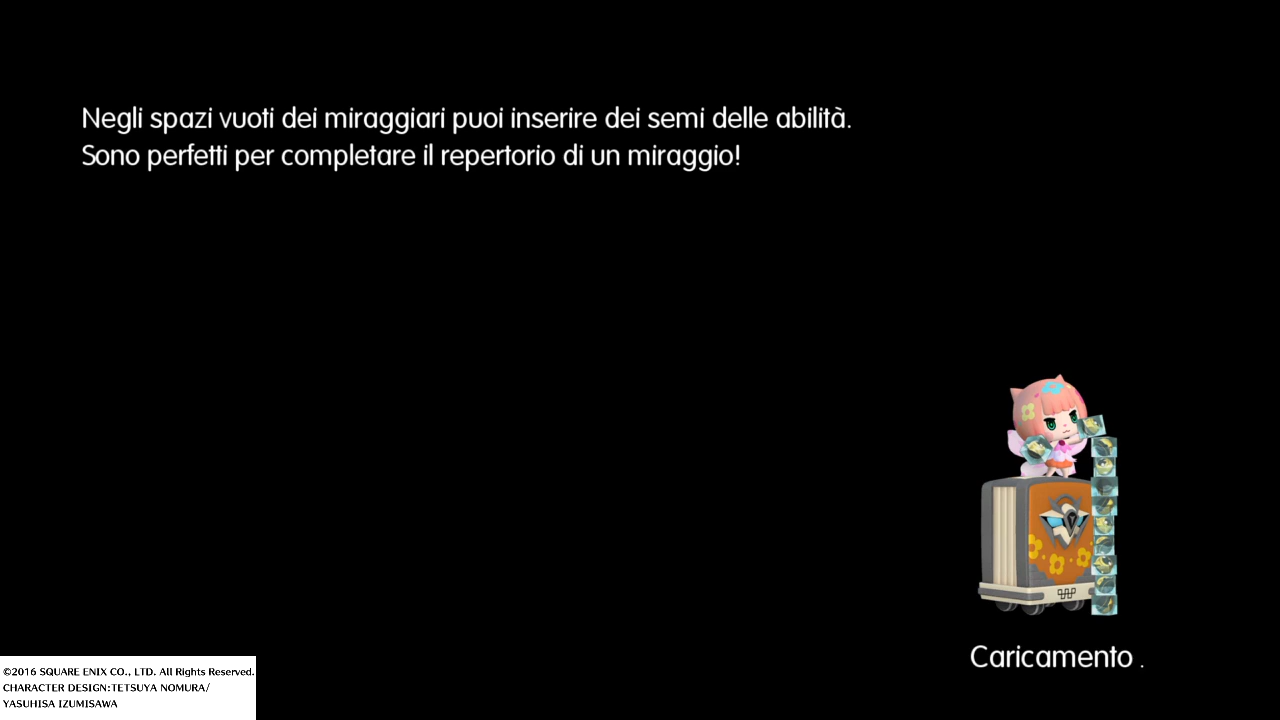 Negli spazi vuoti dei miraggiari puoi inserire dei semi delle abilità.
Sono perfetti per completare il repertorio di un miraggio!
Caricamento .
©2016 SQUARE ENIX CO., LTD. All Rights Reserved.
CHARACTER DESIGN:TETSUYA NOMURA/
YASUHISA IZUMISAWA